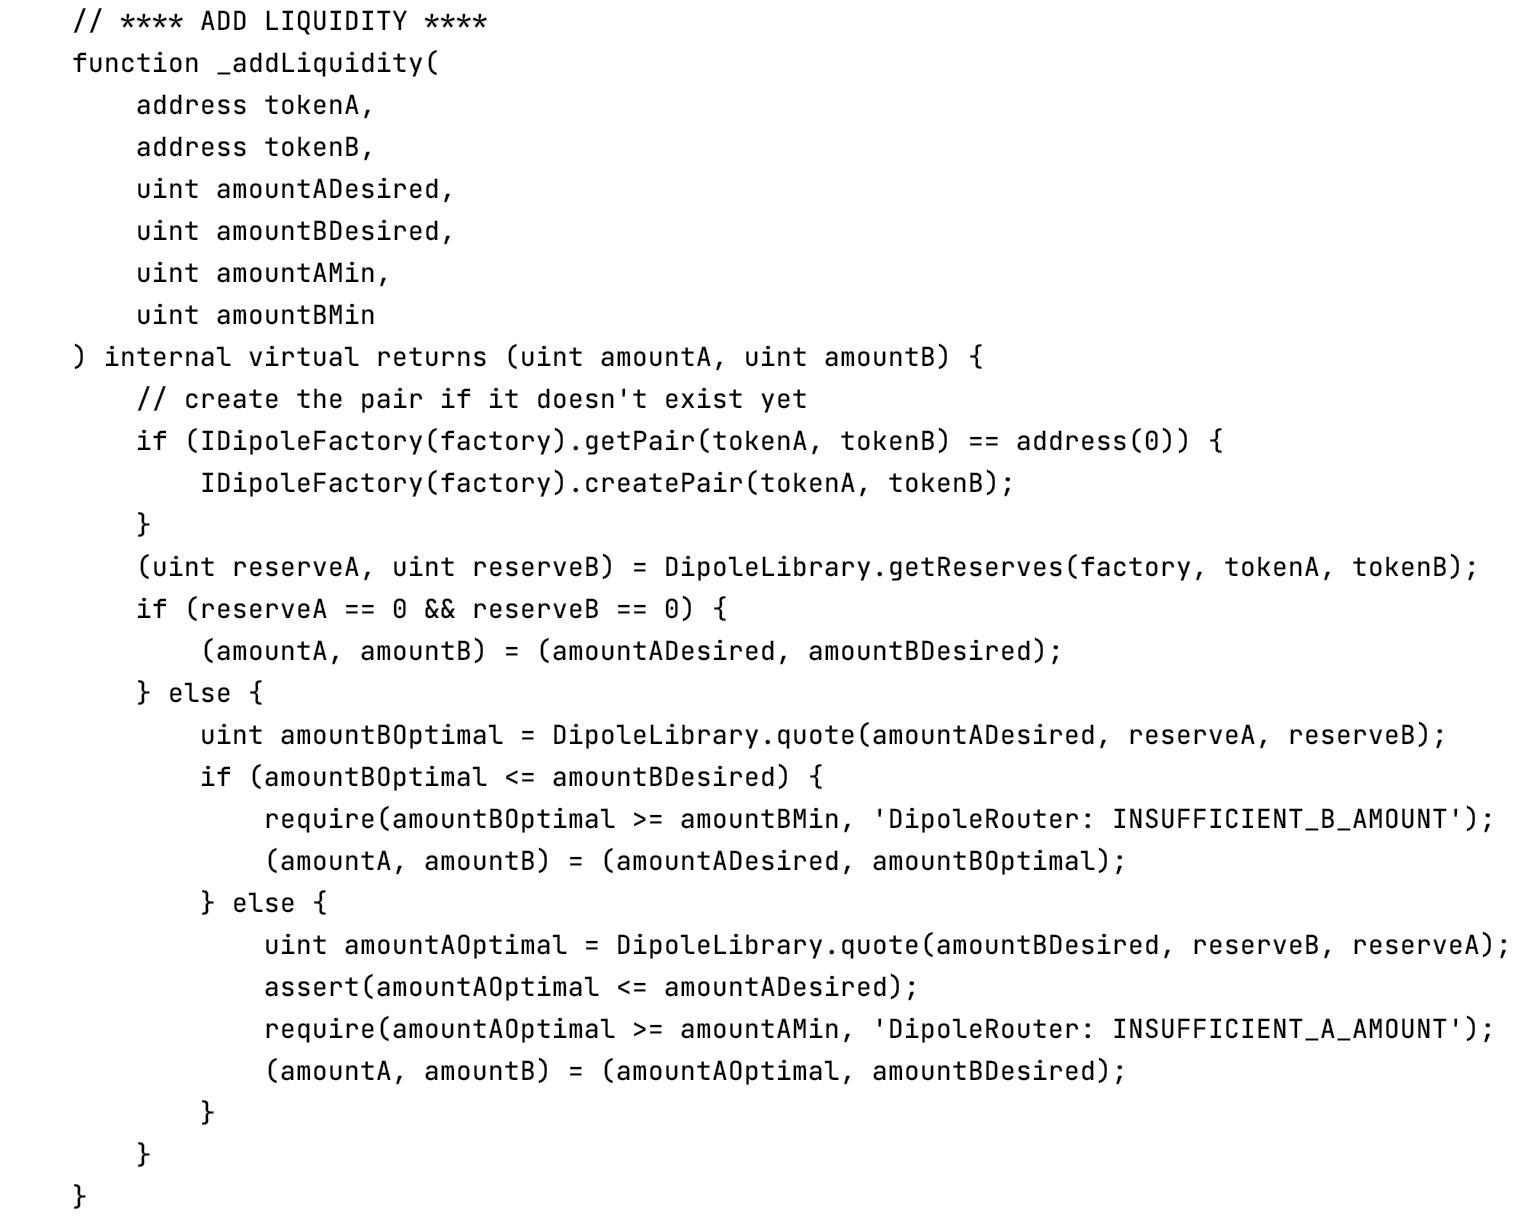 // **** ADD LIQUIDITY ****
function _addLiquidity(
    address tokenA,
    address tokenB,
    uint amountADesired,
    uint amountBDesired,
    uint amountAMin,
    uint amountBMin
) internal virtual returns (uint amountA, uint amountB) {
    // create the pair if it doesn't exist yet
    if (IDipoleFactory(factory).getPair(tokenA, tokenB) == address(0)) {
        IDipoleFactory(factory).createPair(tokenA, tokenB);
    }
    (uint reserveA, uint reserveB) = DipoleLibrary.getReserves(factory, tokenA, tokenB);
    if (reserveA == 0 && reserveB == 0) {
        (amountA, amountB) = (amountADesired, amountBDesired);
    } else {
        uint amountBOptimal = DipoleLibrary.quote(amountADesired, reserveA, reserveB);
        if (amountBOptimal <= amountBDesired) {
            require(amountBOptimal >= amountBMin, 'DipoleRouter: INSUFFICIENT_B_AMOUNT');
            (amountA, amountB) = (amountADesired, amountBOptimal);
        } else {
            uint amountAOptimal = DipoleLibrary.quote(amountBDesired, reserveB, reserveA);
            assert(amountAOptimal <= amountADesired);
            require(amountAOptimal >= amountAMin, 'DipoleRouter: INSUFFICIENT_A_AMOUNT');
            (amountA, amountB) = (amountAOptimal, amountBDesired);
        }
    }
}